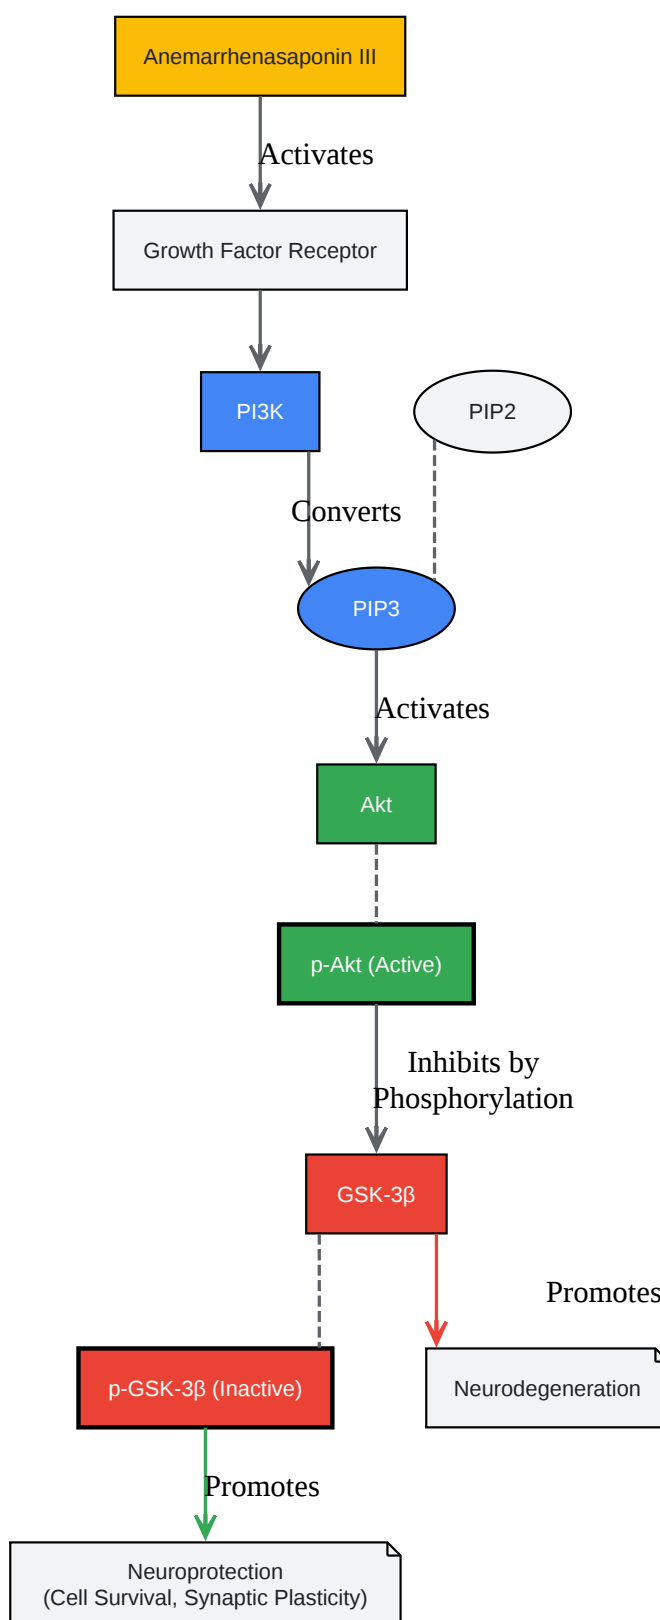 Anemarrhenasaponin III
Activates
Growth Factor Receptor
PI3K
PIP2
Converts
PIP3
Activates
Akt
p-Akt (Active)
Inhibits by
Phosphorylation
GSK-3β
Promotes
p-GSK-3β (Inactive)
Neurodegeneration
Promotes
Neuroprotection
(Cell Survival, Synaptic Plasticity)